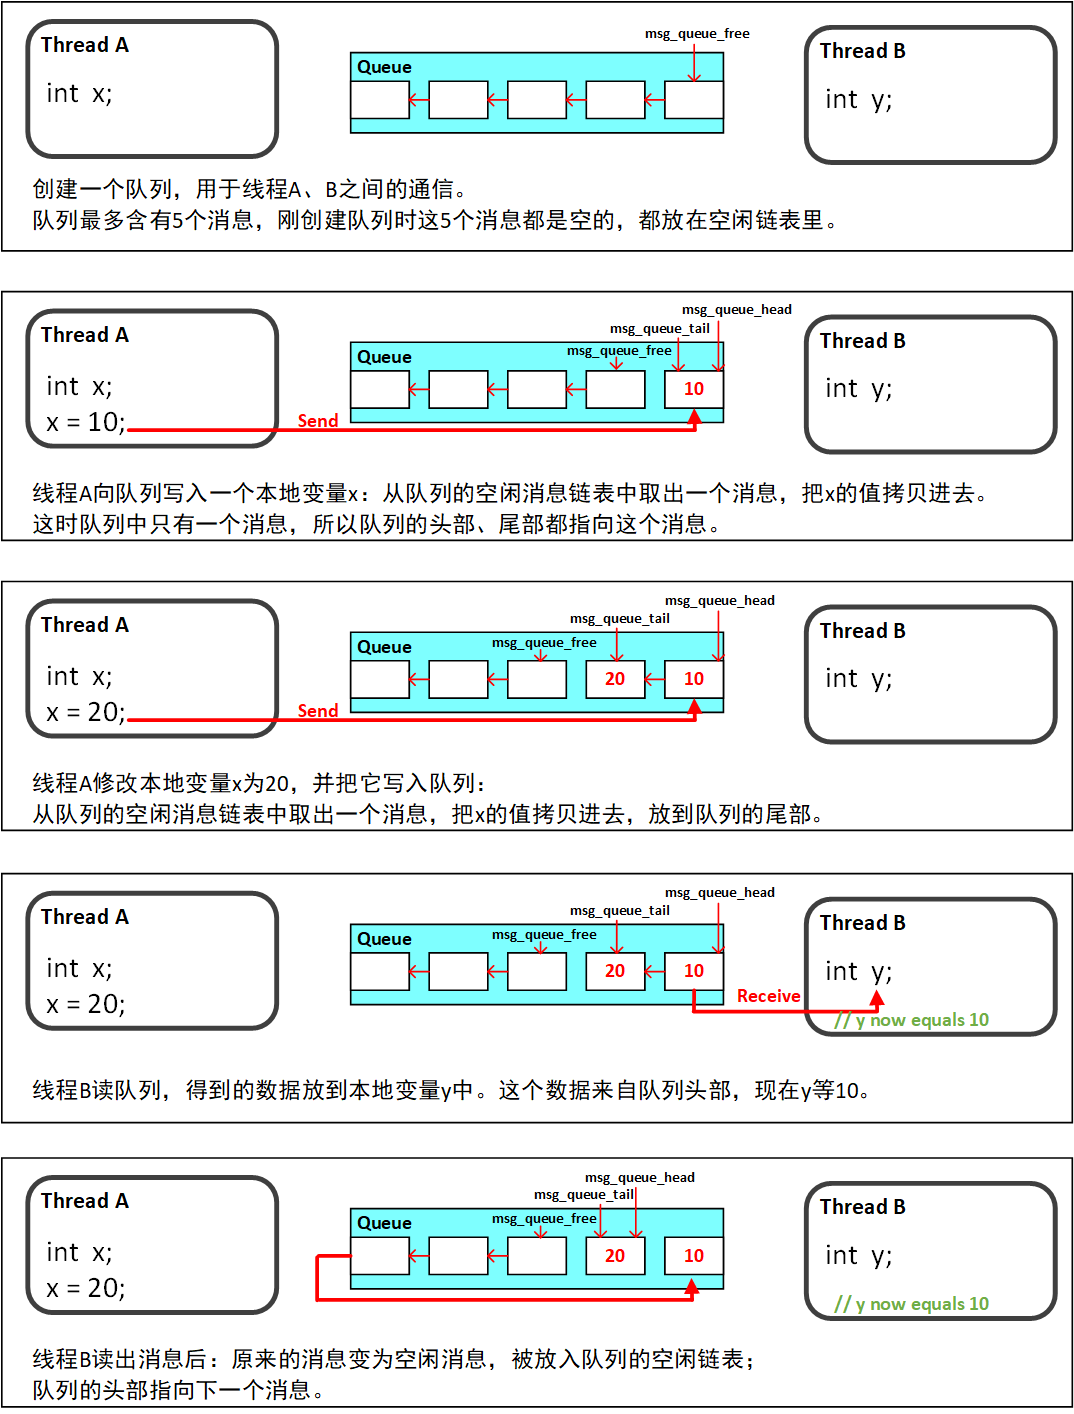 Thread A
int x;
msg_queue_free
Queue
Thread B
int y;
创建一个队列，用于线程A、B之间的通信。
队列最多含有5个消息，刚创建队列时这5个消息都是空的，都放在空闲链表里。
Thread A
int x;
x = 10;
Send
msg_queue_head
msg_queue_tail
msg_queue_free
Queue
10
Thread B
int y;
线程A向队列写入一个本地变量x：从队列的空闲消息链表中取出一个消息，把x的值拷贝进去。
这时队列中只有一个消息，所以队列的头部、尾部都指向这个消息。
Thread A
int x;
x = 20;
Send
msg_queue_head
msg_queue_tail
msg_queue_free
Queue
20
10
Thread B
int y;
线程A修改本地变量x为20，并把它写入队列：
从队列的空闲消息链表中取出一个消息，把x的值拷贝进去，放到队列的尾部。
Thread A
int x;
x = 20;
msg_queue_head
msg_queue_tail
msg_queue_free
Queue
20
10
Receive
Thread B
int y;
// y now equals 10
线程B读队列，得到的数据放到本地变量y中。这个数据来自队列头部，现在y等10。
Thread A
int x;
x = 20;
msg_queue_head
msg_queue_tail
msg_queue_free
Queue
20
10
Thread B
int y;
// y now equals 10
线程B读出消息后：原来的消息变为空闲消息，被放入队列的空闲链表；
队列的头部指向下一个消息。